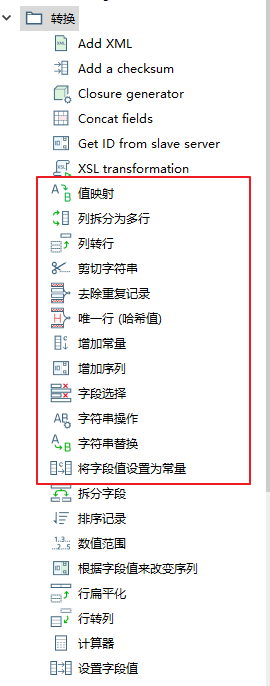 转换
Add XML
Add a checksum
Closure generator
Concat fields
Get ID from slave server
XSL transformation
值映射
列拆分为多行
列转行
剪切字符串
去除重复记录
唯一行 (哈希值)
增加常量
增加序列
字段选择
字符串操作
字符串替换
将字段值设置为常量
拆分字段
排序记录
数值范围
根据字段值来改变序列
行扁平化
行转列
计算器
设置字段值